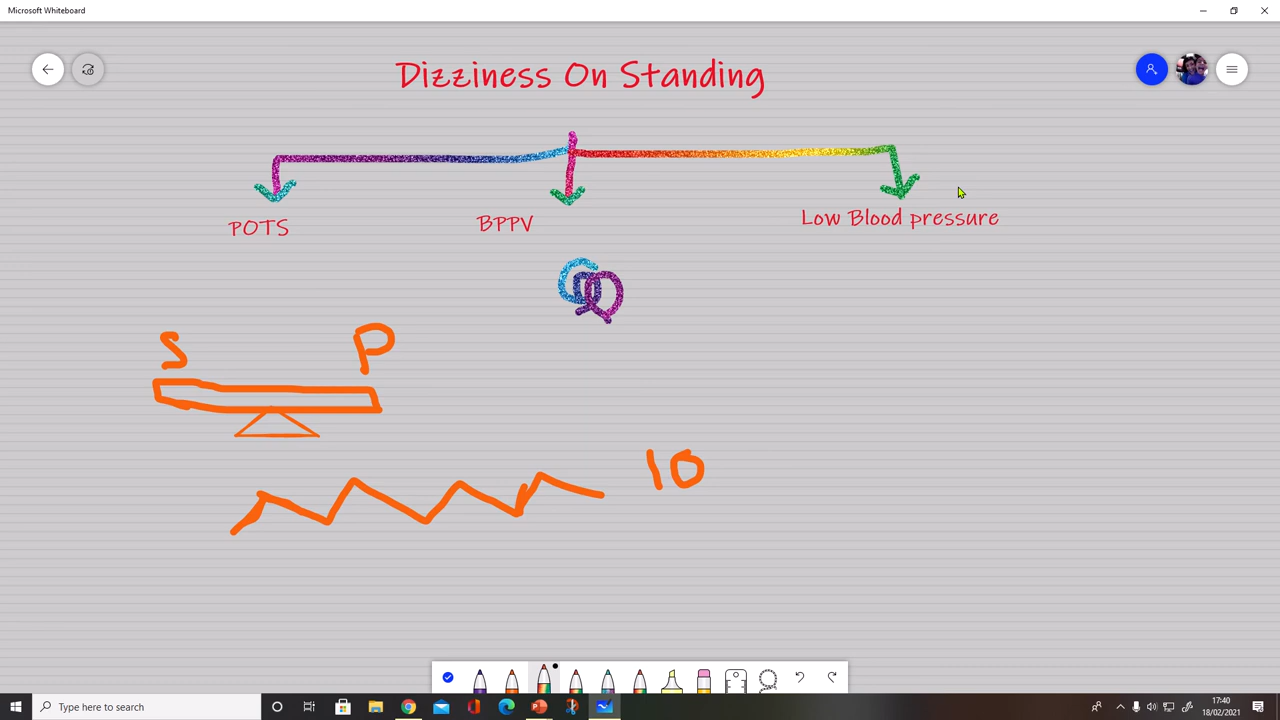 Microsoft Whiteboard
Dizziness On Standing
POTS
BPPV
Low Blood pressure
S
P
10
Type here to search
17:40
18/02/2021